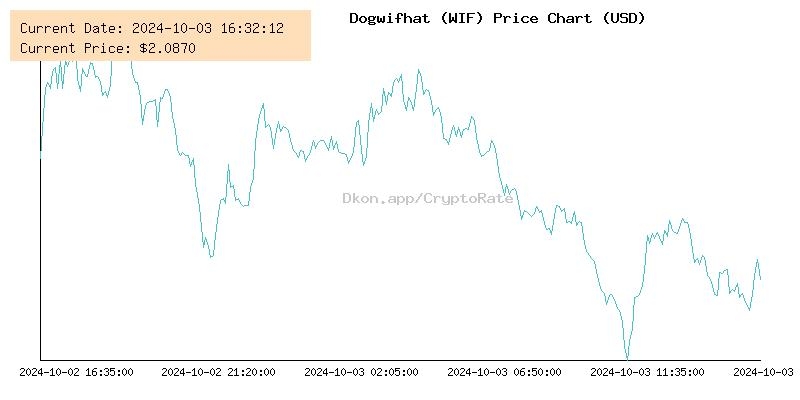 Dogwifhat (WIF) Price Chart (USD)
Current Date: 2024-10-03 16:32:12
Current Price: $2.0870
Dkon.app/CryptoRate
2024-10-02 16:35:00 2024-10-02 21:20:00 2024-10-03 02:05:00 2024-10-03 06:50:00 2024-10-03 11:35:00 2024-10-03